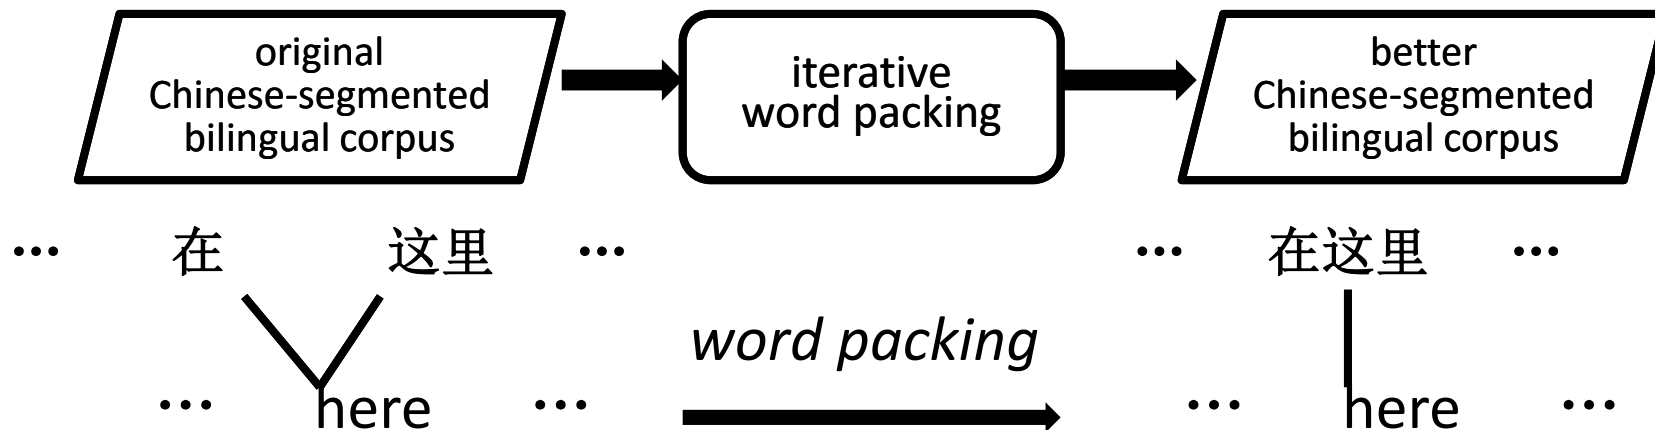 original
Chinese-segmented
bilingual corpus
iterative
word packing
better
Chinese-segmented
bilingual corpus
… 在 这里 …
… 在这里 …
word packing
… here …
… here …